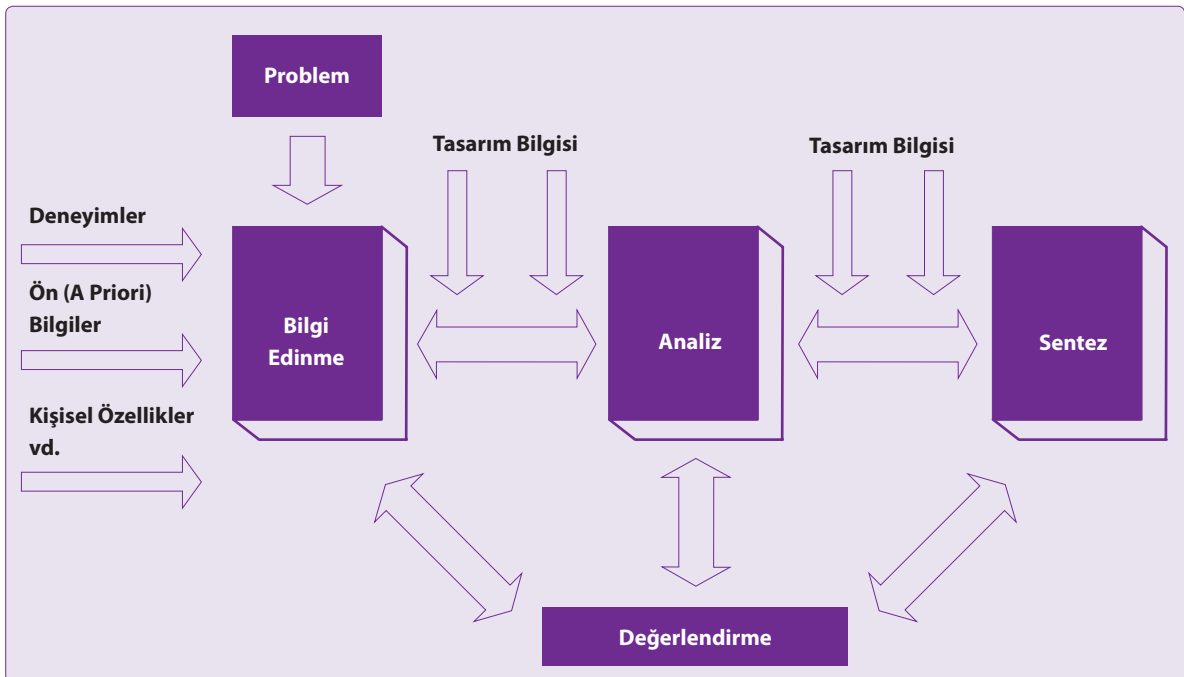 Problem
Tasarım Bilgisi
Tasarım Bilgisi
Deneyimler
Ön (A Priori)
Bilgiler
Kişisel Özellikler
vd.
Bilgi
Edinme
Analiz
Sentez
Değerlendirme